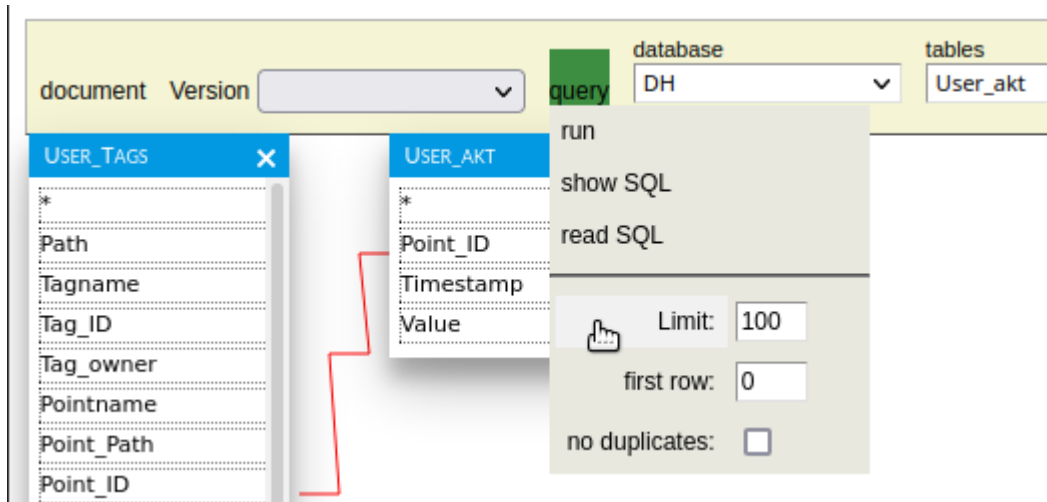 document Version query database tables
DH User_akt
run
show SQL
read SQL
Limit: 100
first row: 0
no duplicates:
USER_TAGS
*
Path
Tagname
Tag_ID
Tag_owner
Pointname
Point_Path
Point_ID
USER_AKT
*
Point_ID
Timestamp
Value